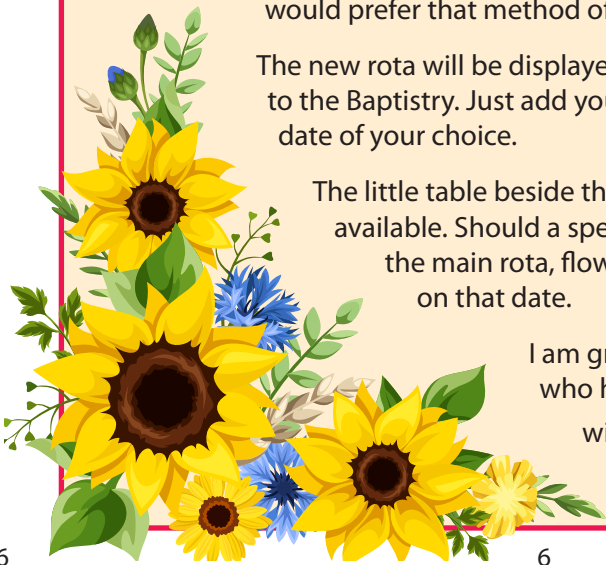 would prefer that method of
The new rota will be displaye
to the Baptistry. Just add you
date of your choice.
The little table beside th
available. Should a spe
the main rota, flow
on that date.
I am gr
who h
wi
6
6